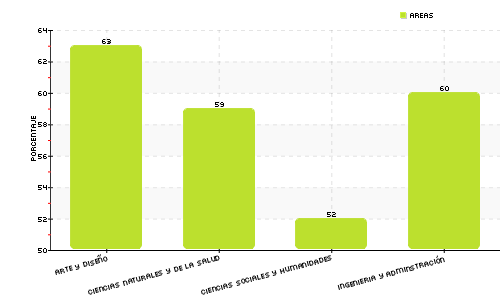 AREAS
64
62
60
58
56
54
52
50
PORCENTAJE
63
59
52
60
ARTE y DISEÑO
CIENCIAS NATURALES y DE LA SALUD
CIENCIAS SOCIALES y HUMANIDADES
INGENIERIA y ADMINSTRACIÓN